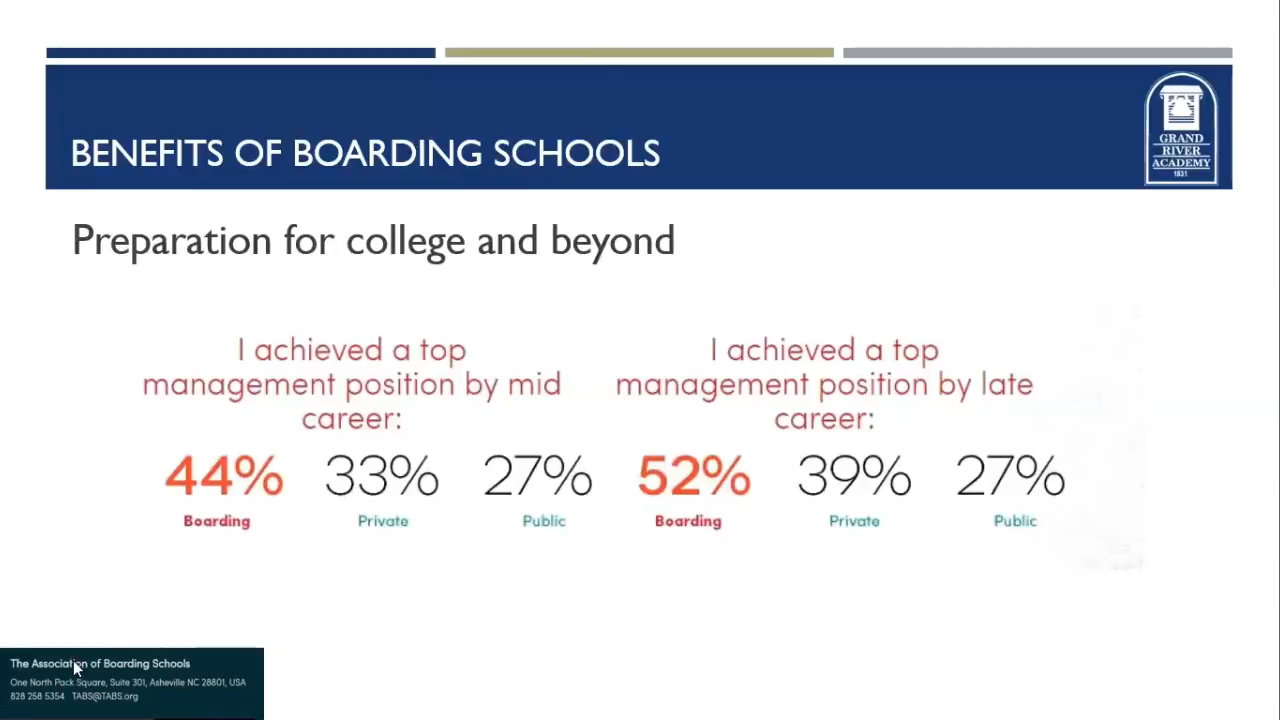 BENEFITS OF BOARDING SCHOOLS
GRAND
RIVER
ACADEMY
1831
Preparation for college and beyond
I achieved a top
management position by mid
career:
44% 33% 27%
Boarding Private Public
I achieved a top
management position by late
career:
52% 39% 27%
Boarding Private Public
The Association of Boarding Schools
One North Pack Square, Suite 301, Asheville NC 28801, USA
828 258 5354 TABS@TABS.org